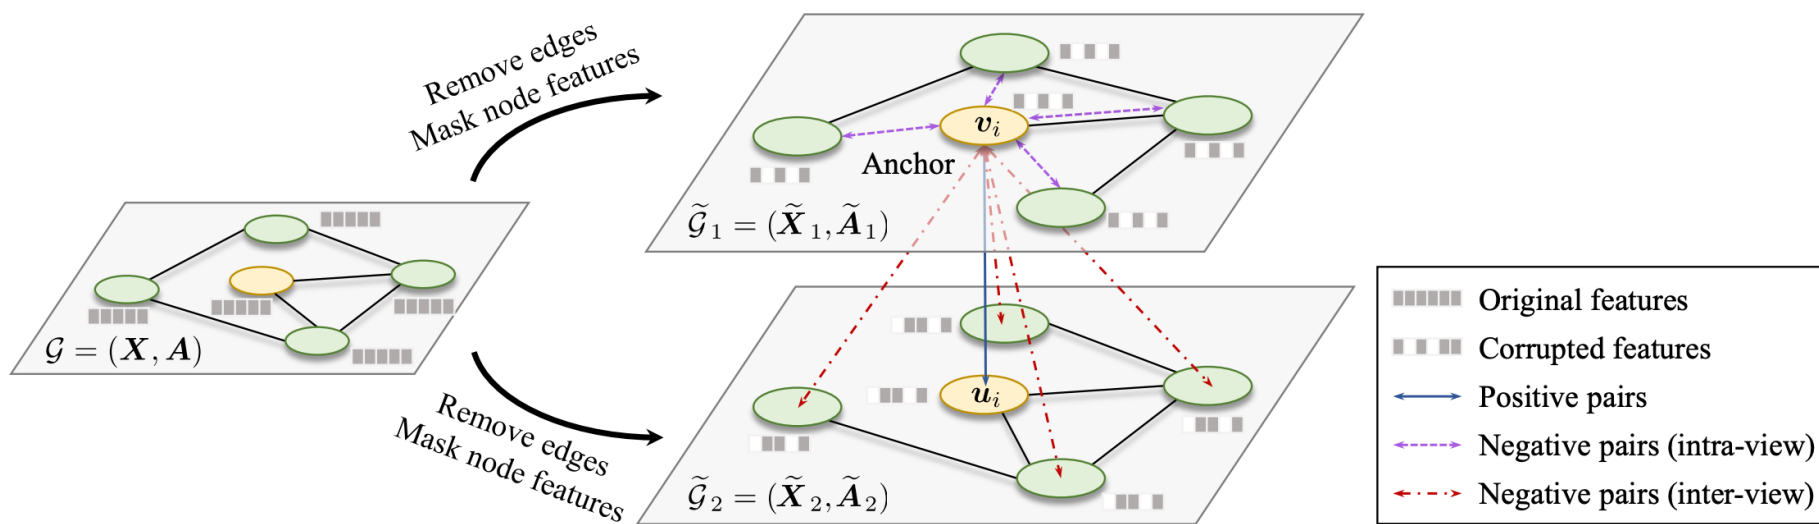 Remove edges
Mask node features
𝒢 = (𝑿, 𝑨)
Remove edges
Mask node features
𝒗ᵢ
Anchor
𝒢̃₁ = (𝑿̃₁, 𝑨̃₁)
𝒖ᵢ
𝒢̃₂ = (𝑿̃₂, 𝑨̃₂)
Original features
Corrupted features
Positive pairs
Negative pairs (intra-view)
Negative pairs (inter-view)